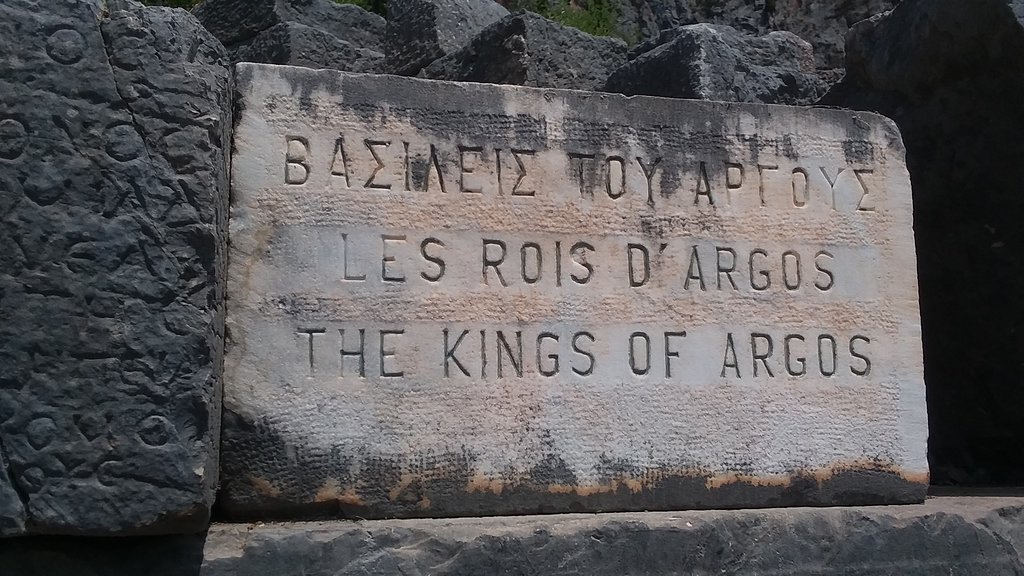 ΒΑΣΙΛΕΙΣ ΤΟΥ ΑΡΓΟΥΣ
LES ROIS D'ARGOS
THE KINGS OF ARGOS